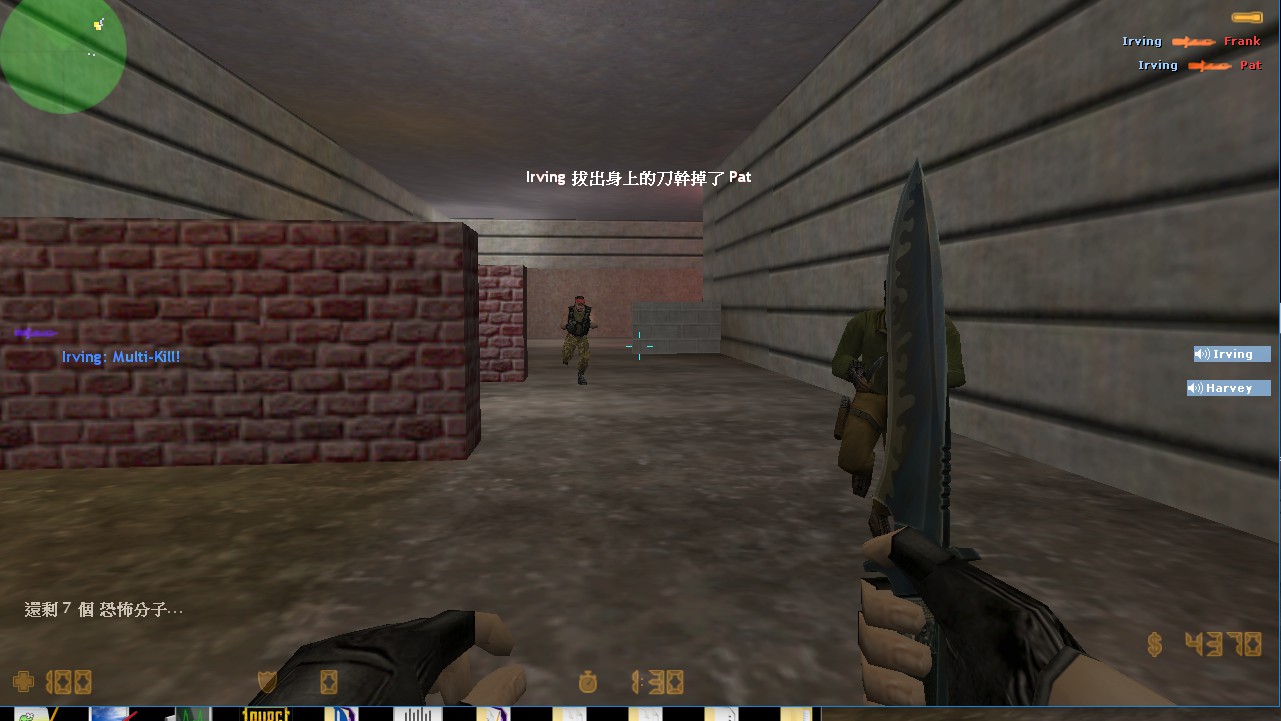 Irving Frank
Irving Pat
Irving 拔出身上的刀幹掉了 Pat
Irving: Multi-Kill!
Irving
Harvey
還剩 7 個 恐怖分子...
$ 4370
100 0 1:30